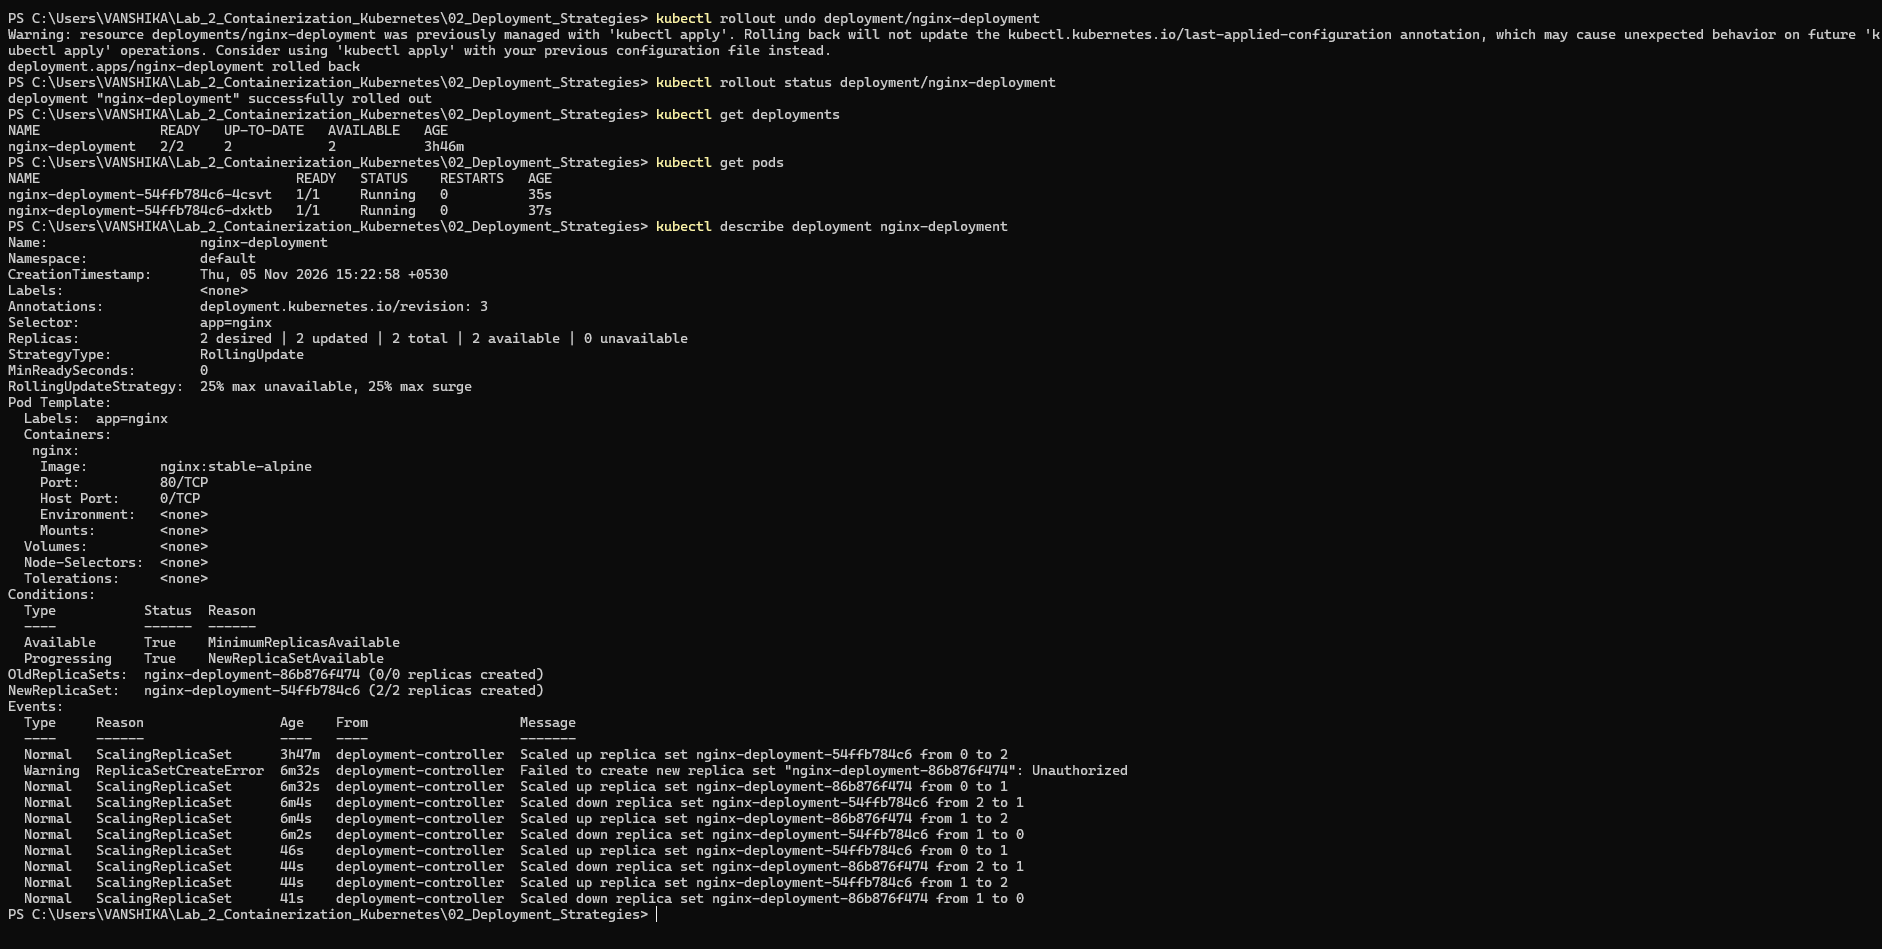 PS C:\Users\VANSHIKA\Lab_2_Containerization_Kubernetes\02_Deployment_Strategies> kubectl rollout undo deployment/nginx-deployment
Warning: resource deployments/nginx-deployment was previously managed with 'kubectl apply'. Rolling back will not update the kubectl.kubernetes.io/last-applied-configuration annotation, which may cause unexpected behavior on future 'k
ubectl apply' operations. Consider using 'kubectl apply' with your previous configuration file instead.
deployment.apps/nginx-deployment rolled back
PS C:\Users\VANSHIKA\Lab_2_Containerization_Kubernetes\02_Deployment_Strategies> kubectl rollout status deployment/nginx-deployment
deployment "nginx-deployment" successfully rolled out
PS C:\Users\VANSHIKA\Lab_2_Containerization_Kubernetes\02_Deployment_Strategies> kubectl get deployments
NAME               READY   UP-TO-DATE   AVAILABLE   AGE
nginx-deployment   2/2     2            2           3h46m
PS C:\Users\VANSHIKA\Lab_2_Containerization_Kubernetes\02_Deployment_Strategies> kubectl get pods
NAME                                READY   STATUS    RESTARTS   AGE
nginx-deployment-54ffb784c6-4csvt   1/1     Running   0          35s
nginx-deployment-54ffb784c6-dxktb   1/1     Running   0          37s
PS C:\Users\VANSHIKA\Lab_2_Containerization_Kubernetes\02_Deployment_Strategies> kubectl describe deployment nginx-deployment
Name:                   nginx-deployment
Namespace:              default
CreationTimestamp:      Thu, 05 Nov 2026 15:22:58 +0530
Labels:                 <none>
Annotations:            deployment.kubernetes.io/revision: 3
Selector:               app=nginx
Replicas:               2 desired | 2 updated | 2 total | 2 available | 0 unavailable
StrategyType:           RollingUpdate
MinReadySeconds:        0
RollingUpdateStrategy:  25% max unavailable, 25% max surge
Pod Template:
  Labels:  app=nginx
  Containers:
   nginx:
    Image:         nginx:stable-alpine
    Port:          80/TCP
    Host Port:     0/TCP
    Environment:   <none>
    Mounts:        <none>
  Volumes:         <none>
  Node-Selectors:  <none>
  Tolerations:     <none>
Conditions:
  Type           Status  Reason
  ----           ------  ------
  Available      True    MinimumReplicasAvailable
  Progressing    True    NewReplicaSetAvailable
OldReplicaSets:  nginx-deployment-86b876f474 (0/0 replicas created)
NewReplicaSet:   nginx-deployment-54ffb784c6 (2/2 replicas created)
Events:
  Type     Reason                 Age    From                   Message
  ----     ------                 ----   ----                   -------
  Normal   ScalingReplicaSet      3h47m  deployment-controller  Scaled up replica set nginx-deployment-54ffb784c6 from 0 to 2
  Warning  ReplicaSetCreateError  6m32s  deployment-controller  Failed to create new replica set "nginx-deployment-86b876f474": Unauthorized
  Normal   ScalingReplicaSet      6m32s  deployment-controller  Scaled up replica set nginx-deployment-86b876f474 from 0 to 1
  Normal   ScalingReplicaSet      6m4s   deployment-controller  Scaled down replica set nginx-deployment-54ffb784c6 from 2 to 1
  Normal   ScalingReplicaSet      6m4s   deployment-controller  Scaled up replica set nginx-deployment-86b876f474 from 1 to 2
  Normal   ScalingReplicaSet      6m2s   deployment-controller  Scaled down replica set nginx-deployment-54ffb784c6 from 1 to 0
  Normal   ScalingReplicaSet      46s    deployment-controller  Scaled up replica set nginx-deployment-54ffb784c6 from 0 to 1
  Normal   ScalingReplicaSet      44s    deployment-controller  Scaled down replica set nginx-deployment-86b876f474 from 2 to 1
  Normal   ScalingReplicaSet      44s    deployment-controller  Scaled up replica set nginx-deployment-54ffb784c6 from 1 to 2
  Normal   ScalingReplicaSet      41s    deployment-controller  Scaled down replica set nginx-deployment-86b876f474 from 1 to 0
PS C:\Users\VANSHIKA\Lab_2_Containerization_Kubernetes\02_Deployment_Strategies>